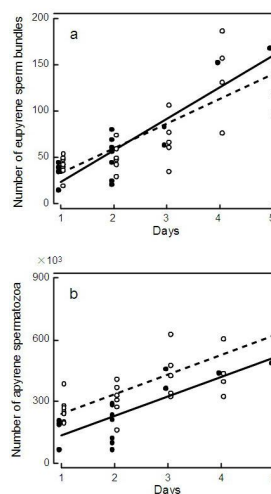 a
Number of eupyrene sperm bundles
200
150
100
50
0
1 2 3 4 5
Days
×10³
b
Number of apyrene spermatozoa
900
600
300
0
1 2 3 4
Days